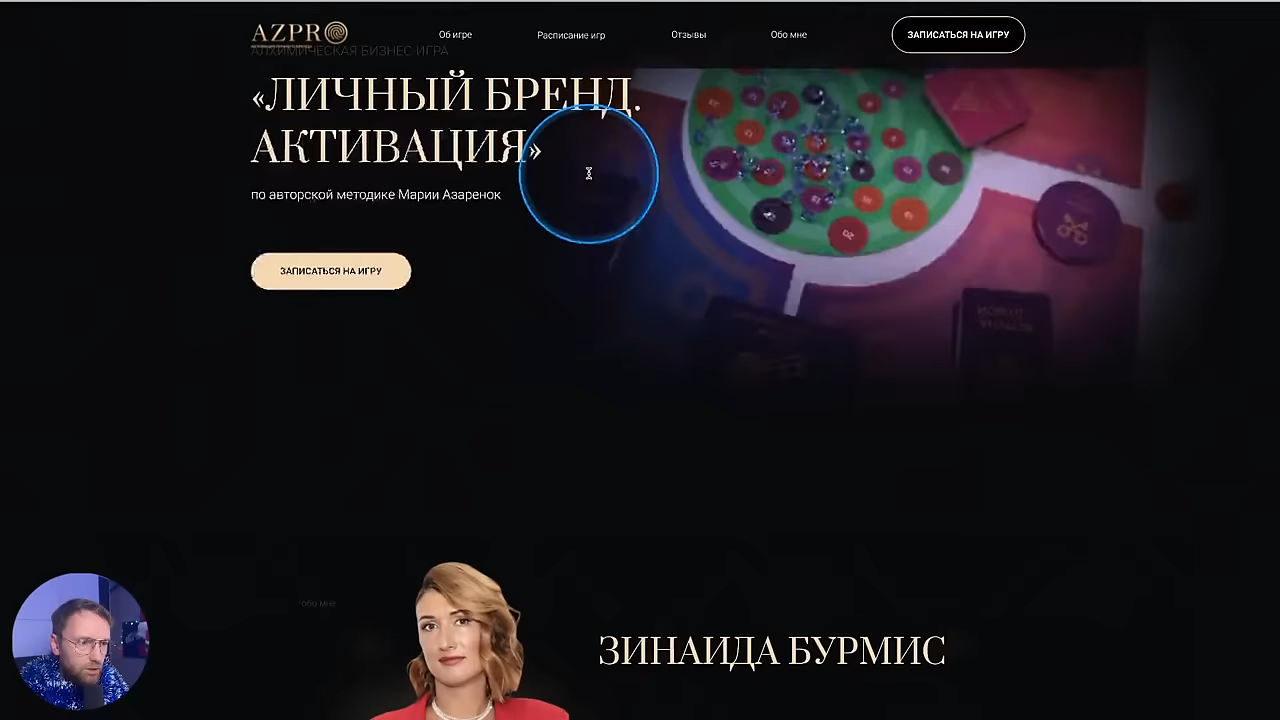 AZPR
Об игре
Расписание игр
Отзывы
Обо мне
ЗАПИСАТЬСЯ НА ИГРУ
АЛХИМИЧЕСКАЯ БИЗНЕС-ИГРА
«ЛИЧНЫЙ БРЕНД.
АКТИВАЦИЯ»
по авторской методике Марии Азаренок
ЗАПИСАТЬСЯ НА ИГРУ
обо мне
ЗИНАИДА БУРМИС